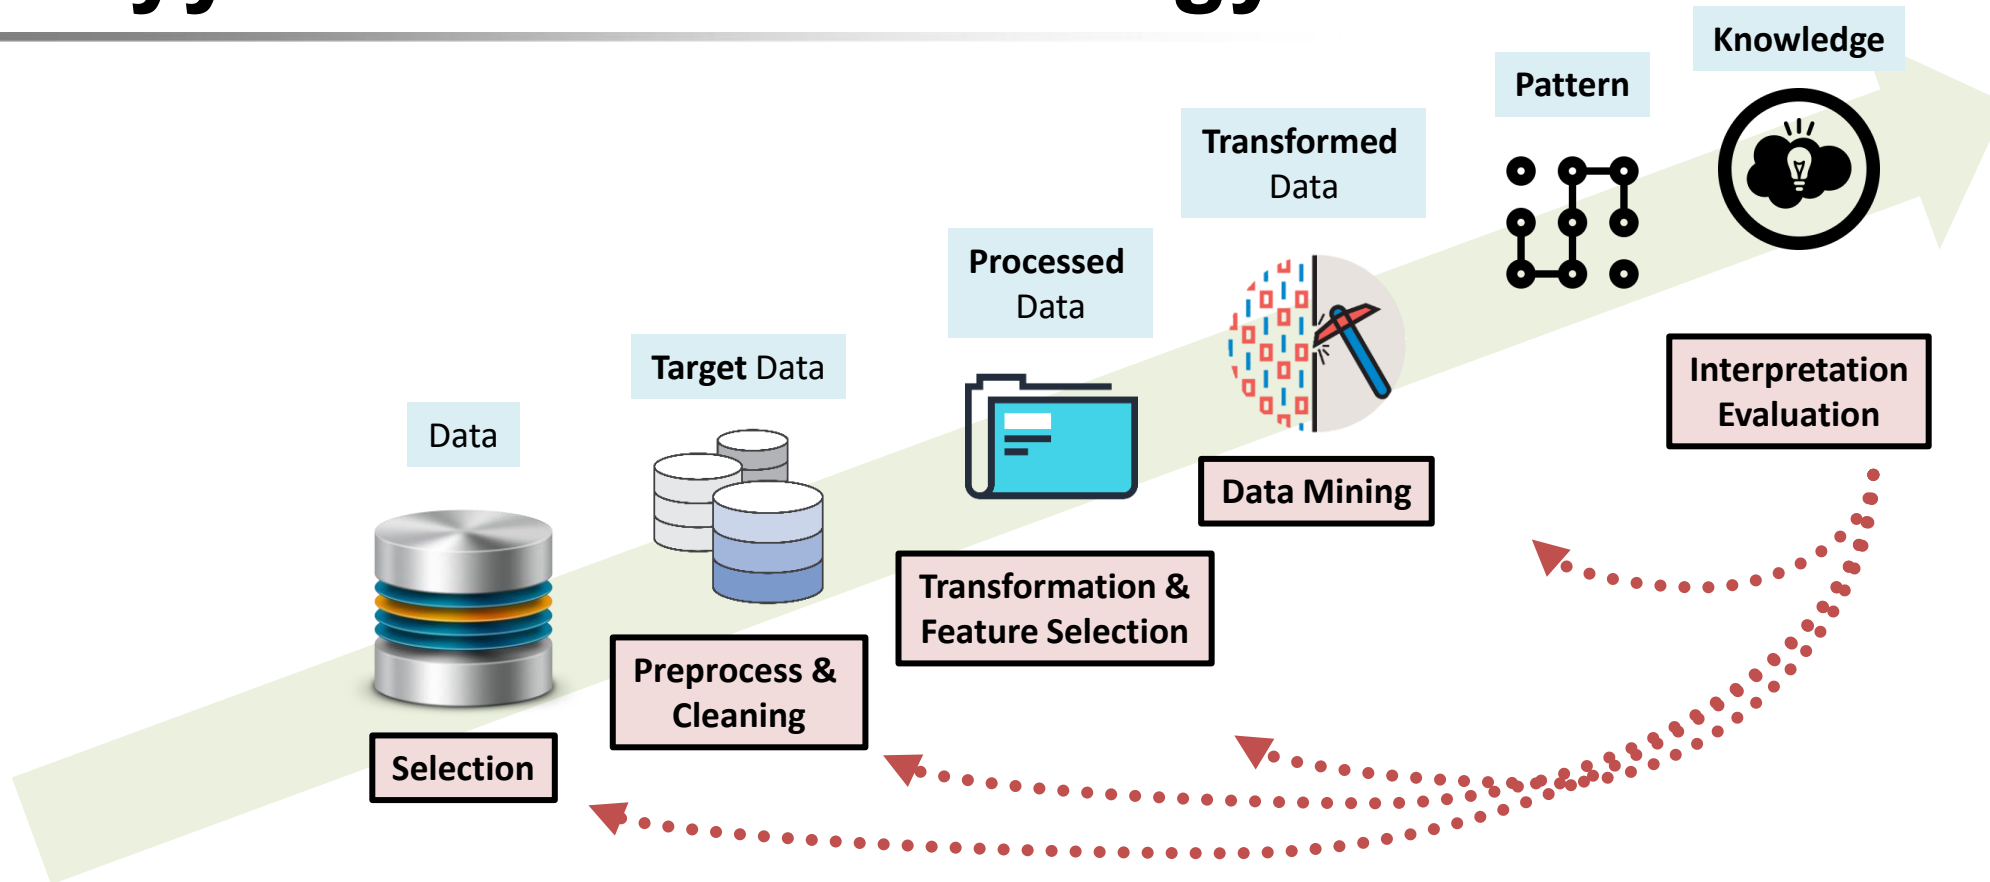 Knowledge
Pattern
Transformed
Data
Processed
Data
Target Data
Data
Interpretation
Evaluation
Data Mining
Transformation &
Feature Selection
Preprocess &
Cleaning
Selection